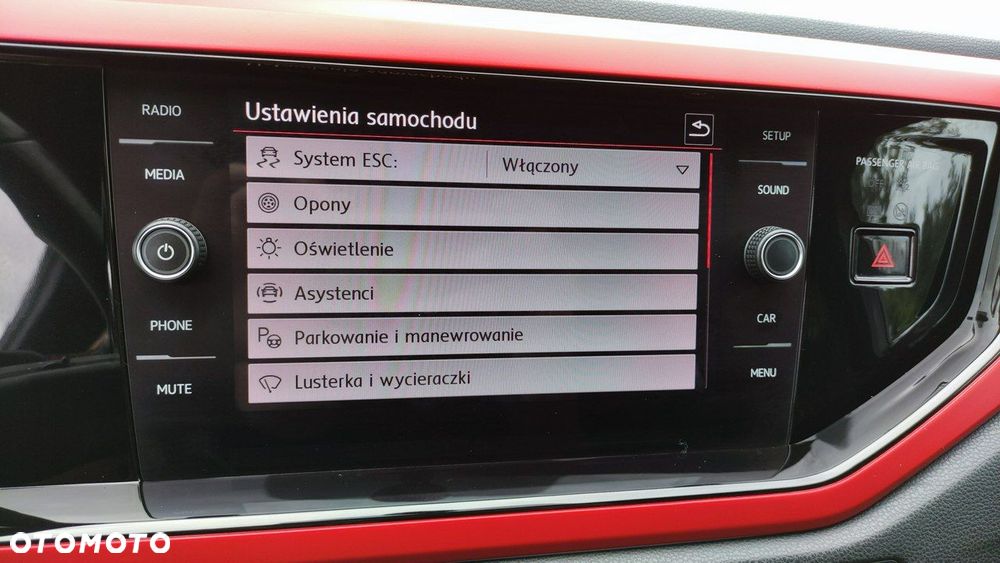 RADIO
MEDIA
PHONE
MUTE
Ustawienia samochodu
System ESC: Włączony
Opony
Oświetlenie
Asystenci
Parkowanie i manewrowanie
Lusterka i wycieraczki
SETUP
SOUND
CAR
MENU
PASSENGER AIR BAG
OTOMOTO